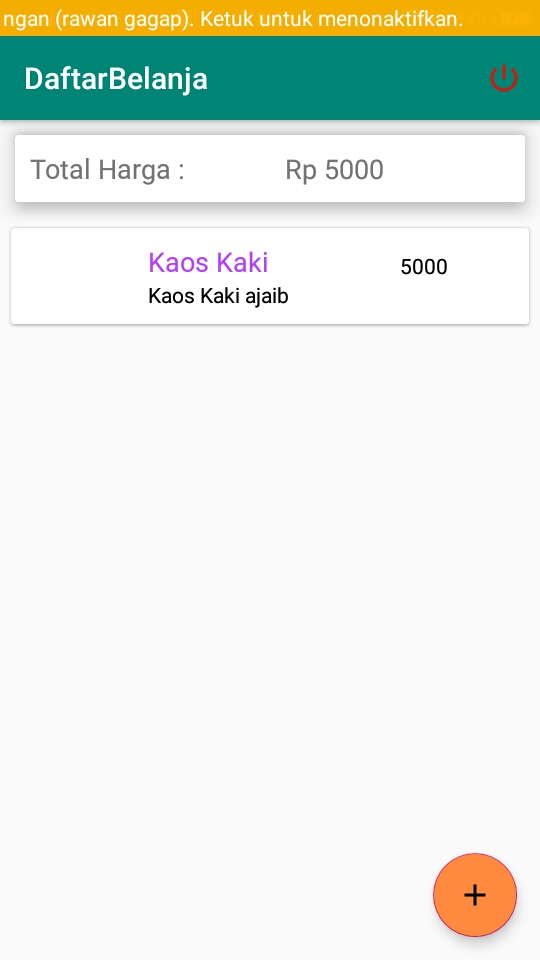 ngan (rawan gagap). Ketuk untuk menonaktifkan.
DaftarBelanja
Total Harga : Rp 5000
Kaos Kaki 5000
Kaos Kaki ajaib